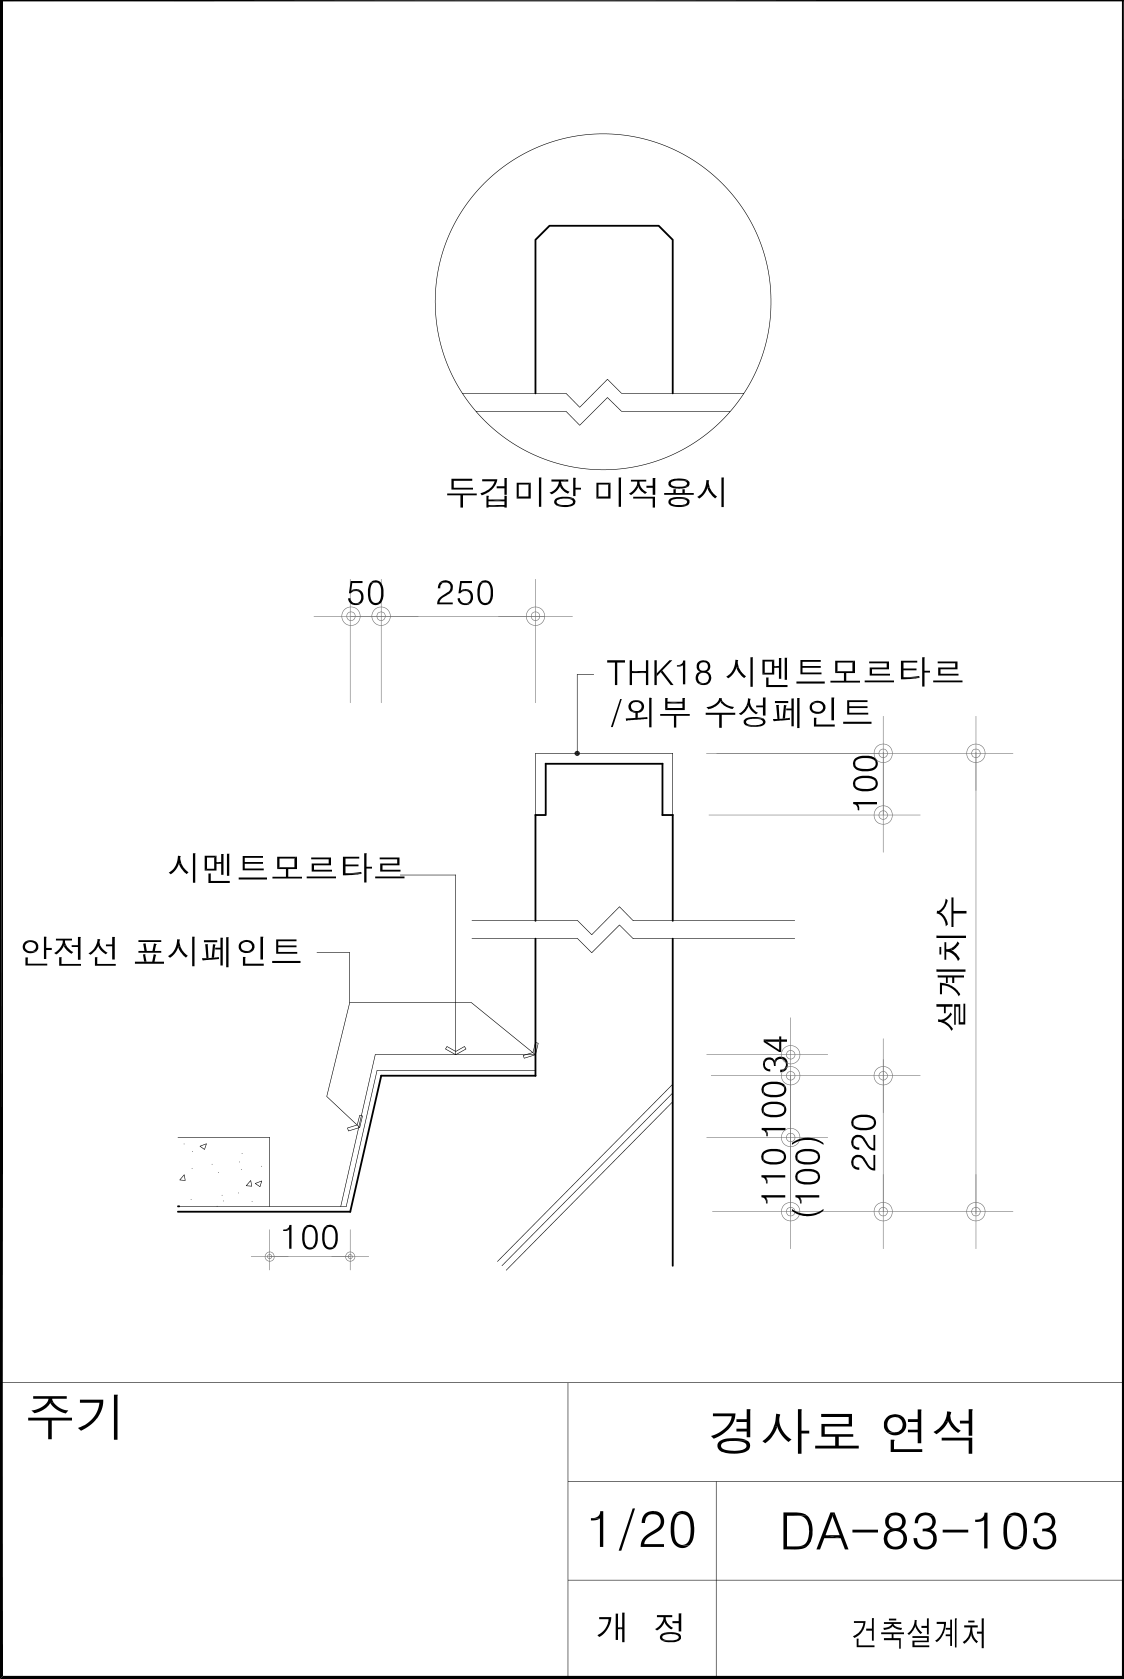 두겁미장 미적용시
50 250
THK18 시멘트모르타르
/외부 수성페인트
100
시멘트모르타르
안전선 표시페인트
설계치수
34
100
110
(100)
220
100
주기
경사로 연석
1/20
DA-83-103
개 정
건축설계처